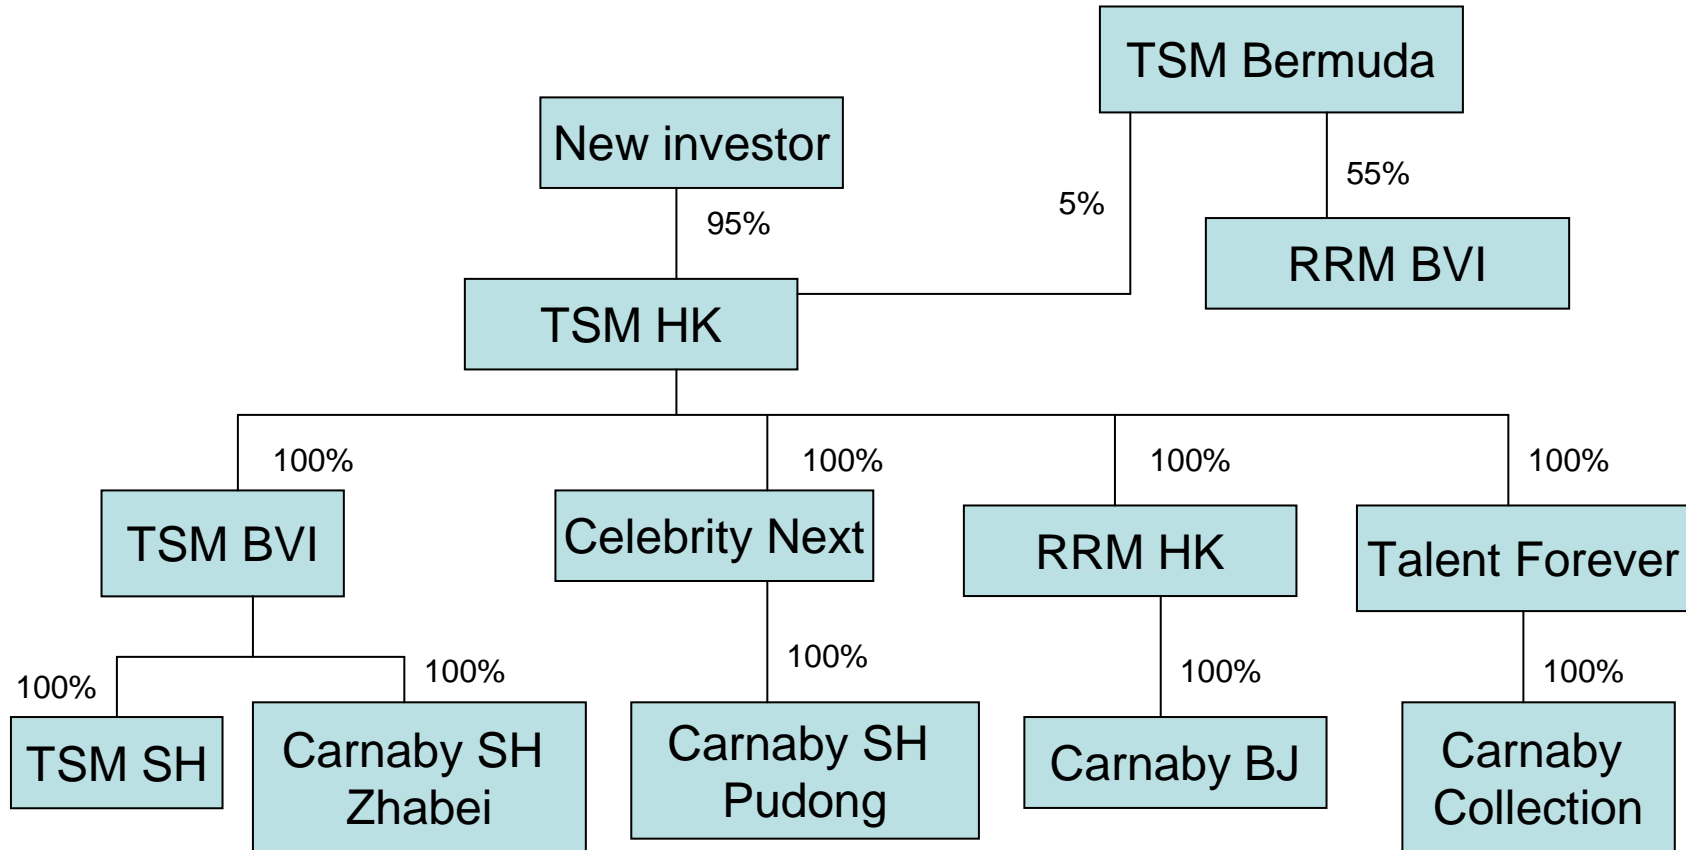 TSM Bermuda
New investor
95%
5%
55%
RRM BVI
TSM HK
100%
100%
100%
100%
TSM BVI
Celebrity Next
RRM HK
Talent Forever
100%
100%
100%
100%
100%
TSM SH
Carnaby SH
Zhabei
Carnaby SH
Pudong
Carnaby BJ
Carnaby
Collection